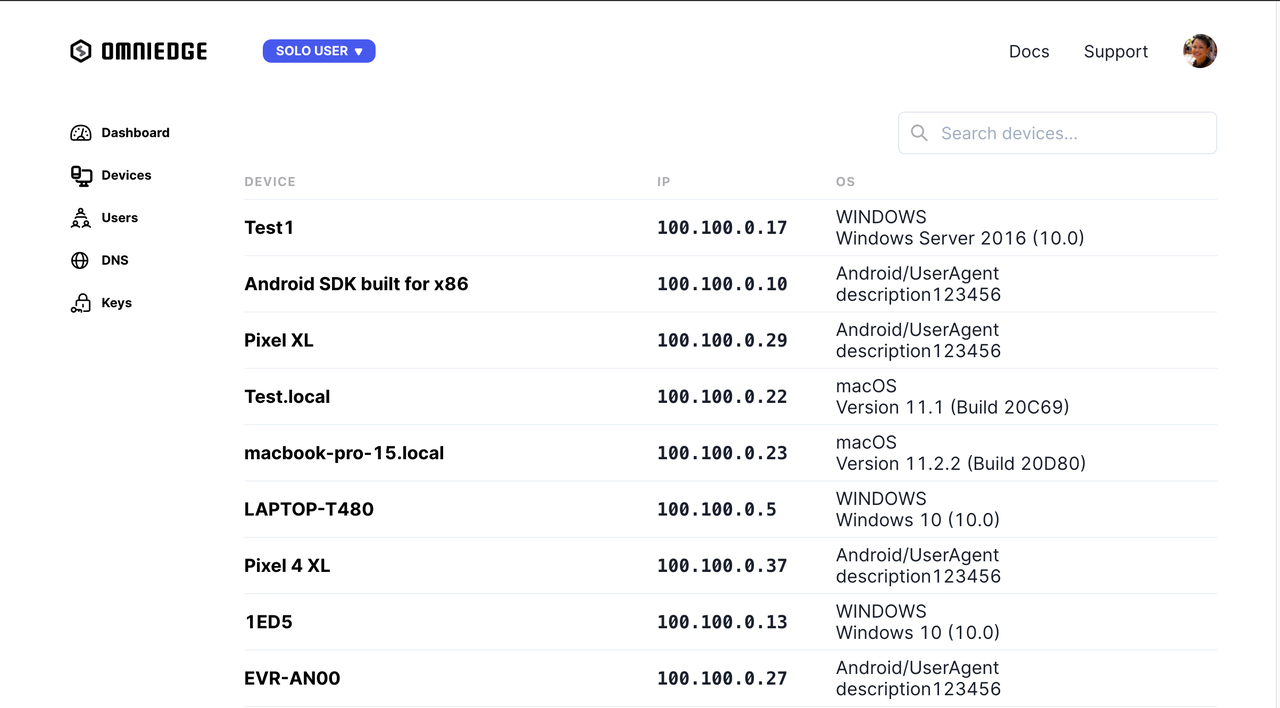 OMNIEDGE
SOLO USER ▼
Docs
Support
Dashboard
Devices
Users
DNS
Keys
Search devices...
DEVICE IP OS
Test1 100.100.0.17 WINDOWS
Windows Server 2016 (10.0)
Android SDK built for x86 100.100.0.10 Android/UserAgent
description123456
Pixel XL 100.100.0.29 Android/UserAgent
description123456
Test.local 100.100.0.22 macOS
Version 11.1 (Build 20C69)
macbook-pro-15.local 100.100.0.23 macOS
Version 11.2.2 (Build 20D80)
LAPTOP-T480 100.100.0.5 WINDOWS
Windows 10 (10.0)
Pixel 4 XL 100.100.0.37 Android/UserAgent
description123456
1ED5 100.100.0.13 WINDOWS
Windows 10 (10.0)
EVR-AN00 100.100.0.27 Android/UserAgent
description123456